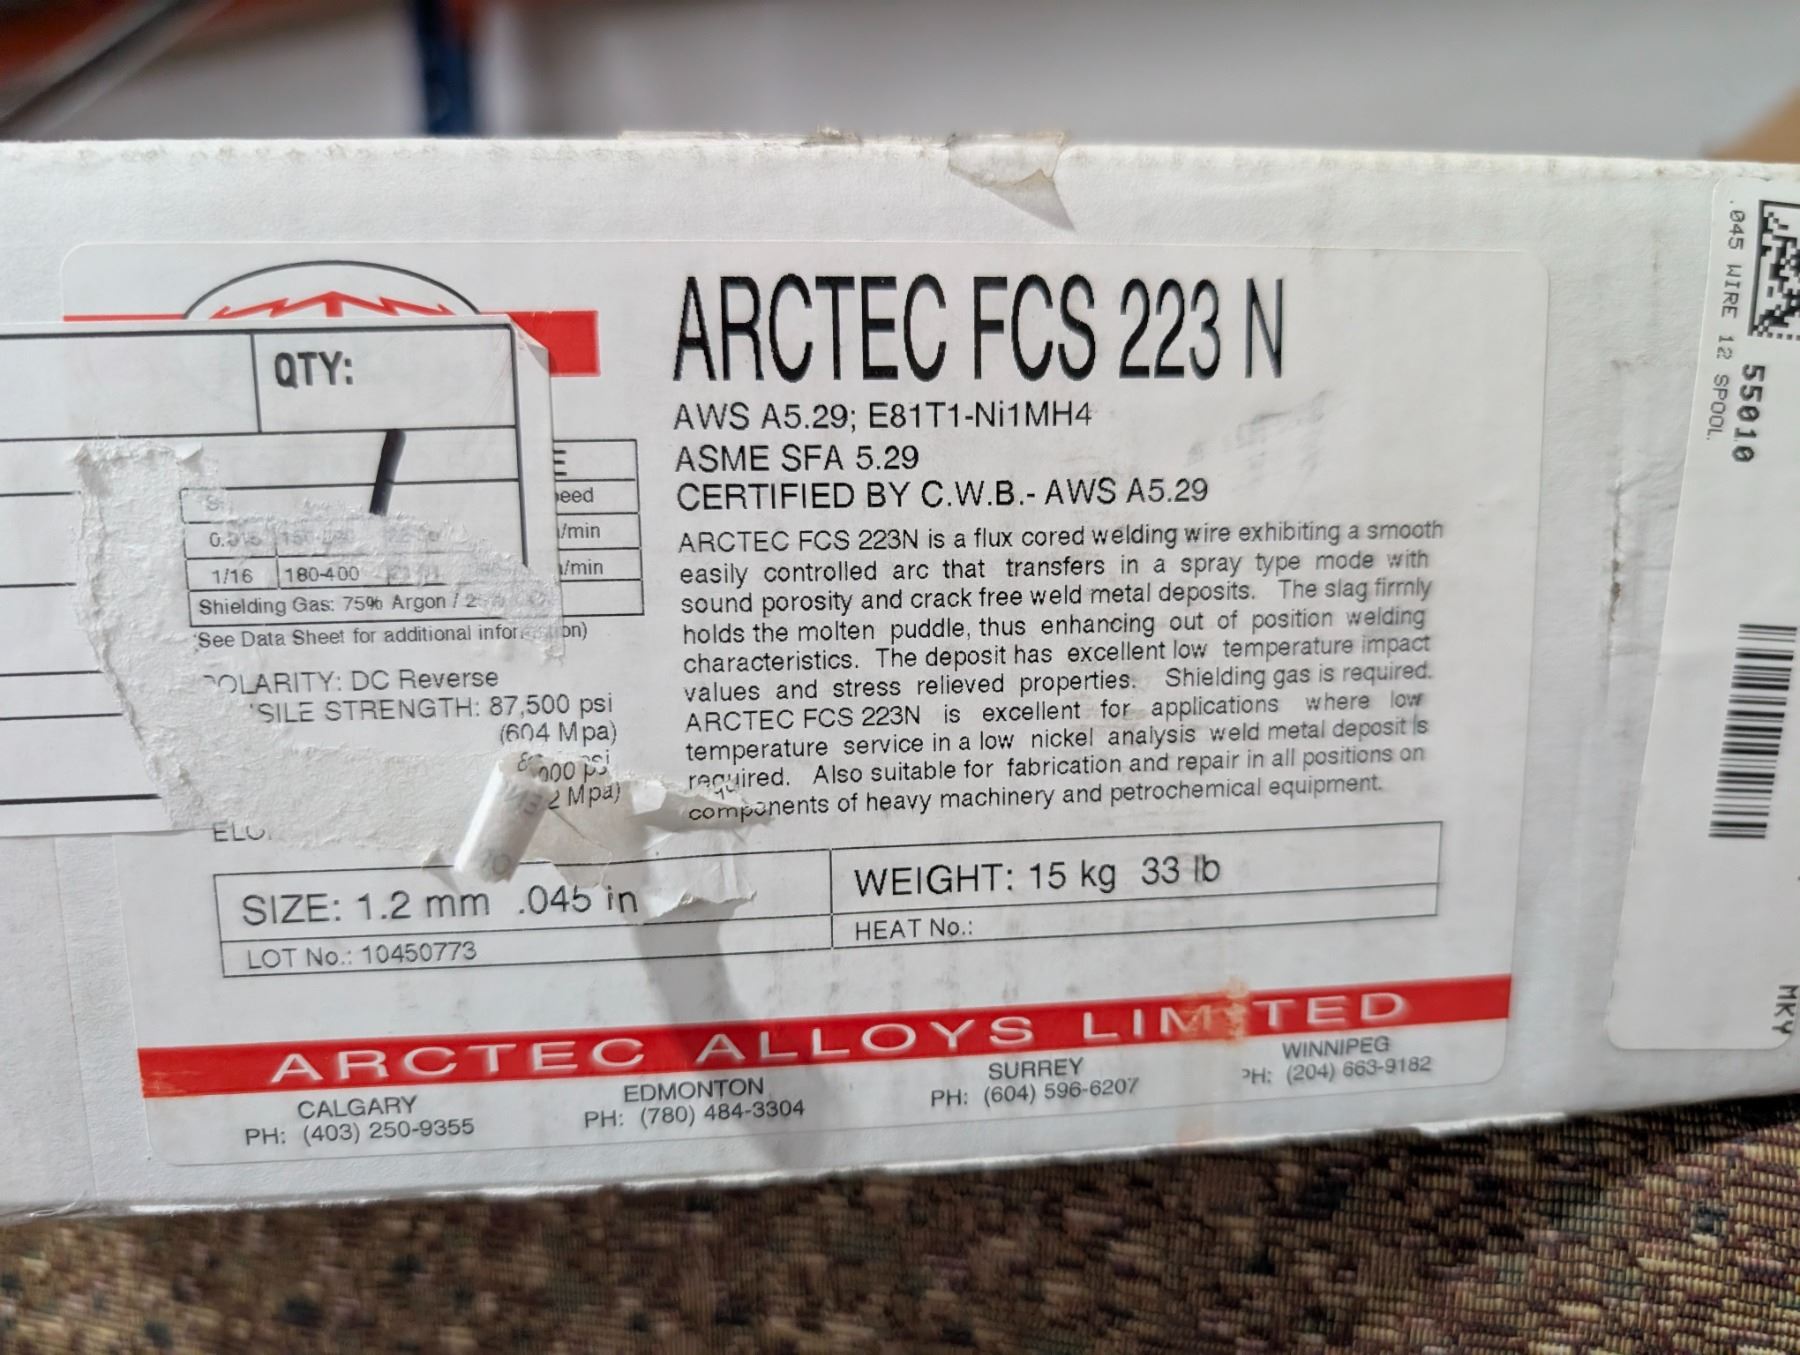 ARCTEC FCS 223 N
AWS A5.29; E81T1-Ni1MH4
ASME SFA 5.29
CERTIFIED BY C.W.B.- AWS A5.29
ARCTEC FCS 223N is a flux cored welding wire exhibiting a smooth
easily controlled arc that transfers in a spray type mode with
sound porosity and crack free weld metal deposits. The slag firmly
holds the molten puddle, thus enhancing out of position welding
characteristics. The deposit has excellent low temperature impact
values and stress relieved properties. Shielding gas is required.
ARCTEC FCS 223N is excellent for applications where low
temperature service in a low nickel analysis weld metal deposit is
required. Also suitable for fabrication and repair in all positions on
components of heavy machinery and petrochemical equipment.
QTY:
eed
/min
1/16 180-400 /min
Shielding Gas: 75% Argon /
See Data Sheet for additional
POLARITY: DC Reverse
SILE STRENGTH: 87,500 psi
(604 Mpa)
000 psi
2 Mpa)
SIZE: 1.2 mm .045 in
WEIGHT: 15 kg 33 lb
LOT No.: 10450773
HEAT No.:
ARCTEC ALLOYS LIMITED
CALGARY
PH: (403) 250-9355
EDMONTON
PH: (780) 484-3304
SURREY
PH: (604) 596-6207
WINNIPEG
PH: (204) 663-9182
55010
.045 WIRE 12 SPOOL.
MKY